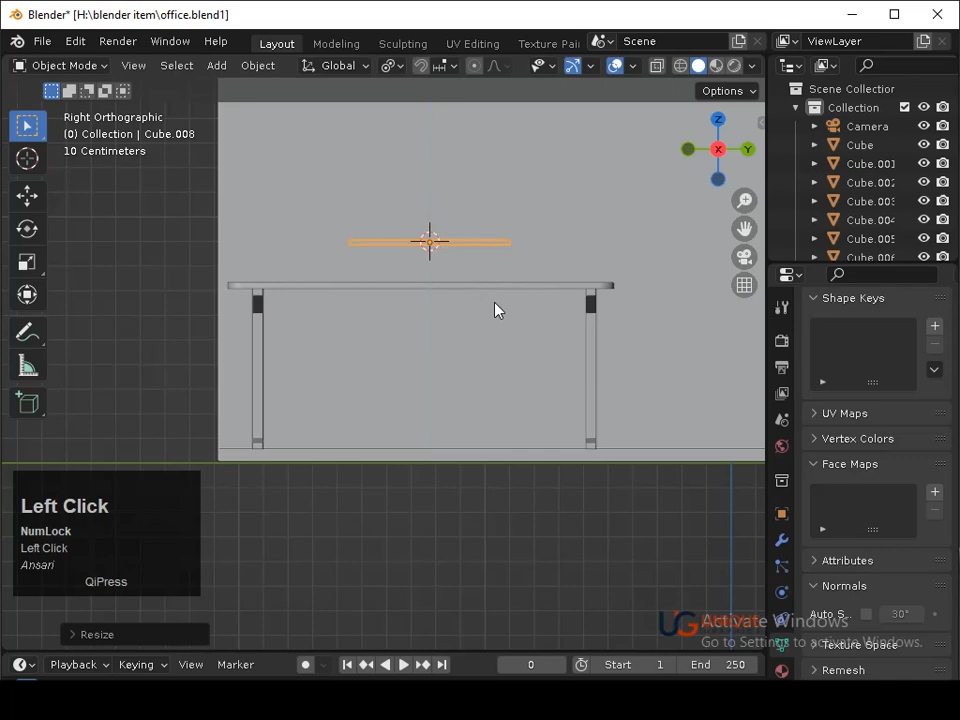 Blender* [H:\blender item\office.blend1]
File Edit Render Window Help Layout Modeling Sculpting UV Editing Texture Pai Scene ViewLayer
Object Mode View Select Add Object Global
Options
Right Orthographic
(0) Collection | Cube.008
10 Centimeters
Z
Y
X
Scene Collection
Collection
Camera
Cube
Cube.001
Cube.002
Cube.003
Cube.004
Cube.005
Cube.006
Shape Keys
UV Maps
Vertex Colors
Face Maps
Attributes
Normals
Auto S.. 30°
Texture Space
Remesh
Left Click
NumLock
Left Click
Ansari
QiPress
Resize
UG
Activate Windows
Go to Settings to activate Windows.
Playback Keying View Marker 0 Start 1 End 250